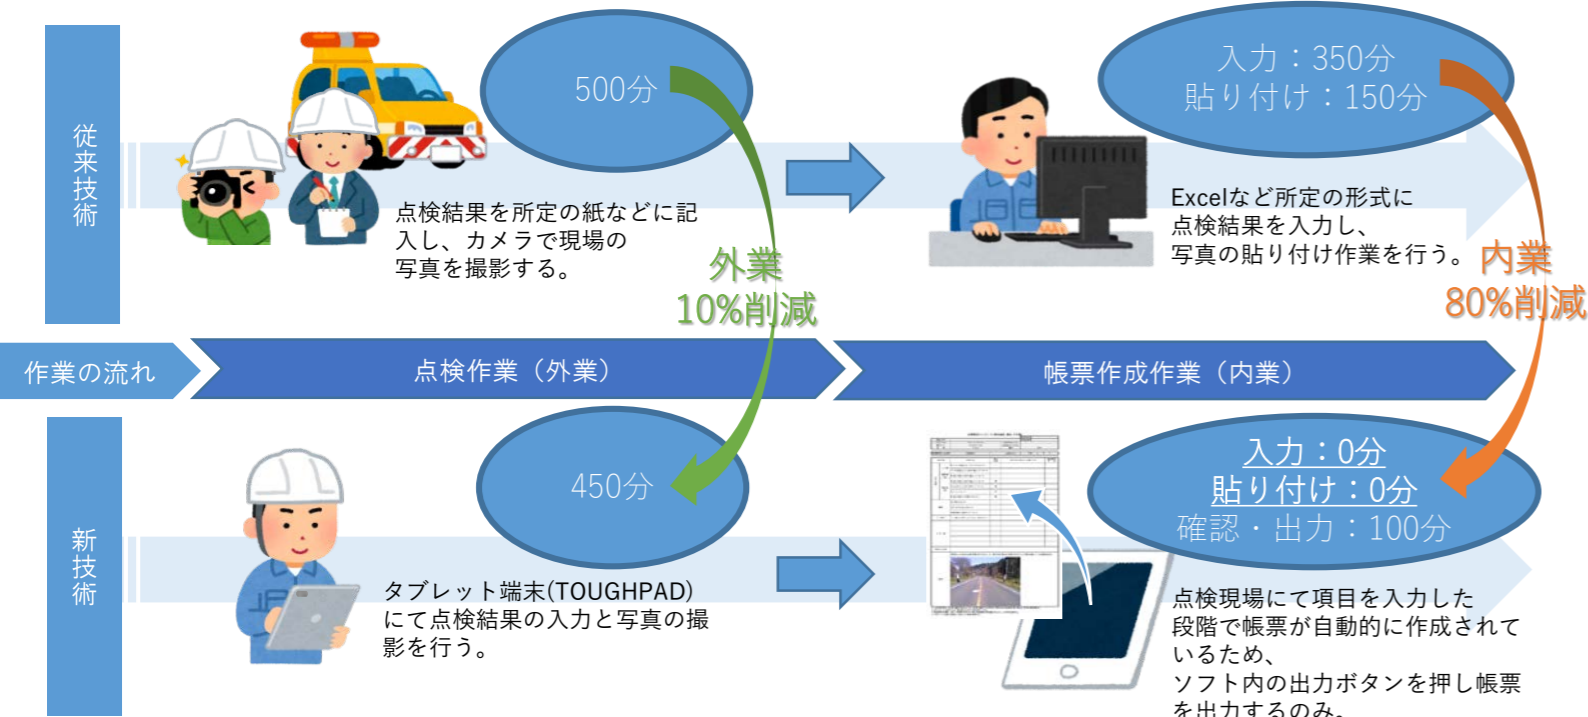 従来技術
500分
入力：350分
貼り付け：150分
点検結果を所定の紙などに記
入し、カメラで現場の
写真を撮影する。
Excelなど所定の形式に
点検結果を入力し、
写真の貼り付け作業を行う。
外業
10%削減
内業
80%削減
作業の流れ
点検作業（外業）
帳票作成作業（内業）
新技術
450分
入力：0分
貼り付け：0分
確認・出力：100分
タブレット端末(TOUGHPAD)
にて点検結果の入力と写真の撮
影を行う。
点検現場にて項目を入力した
段階で帳票が自動的に作成されて
いるため、
ソフト内の出力ボタンを押し帳票
を出力するのみ。